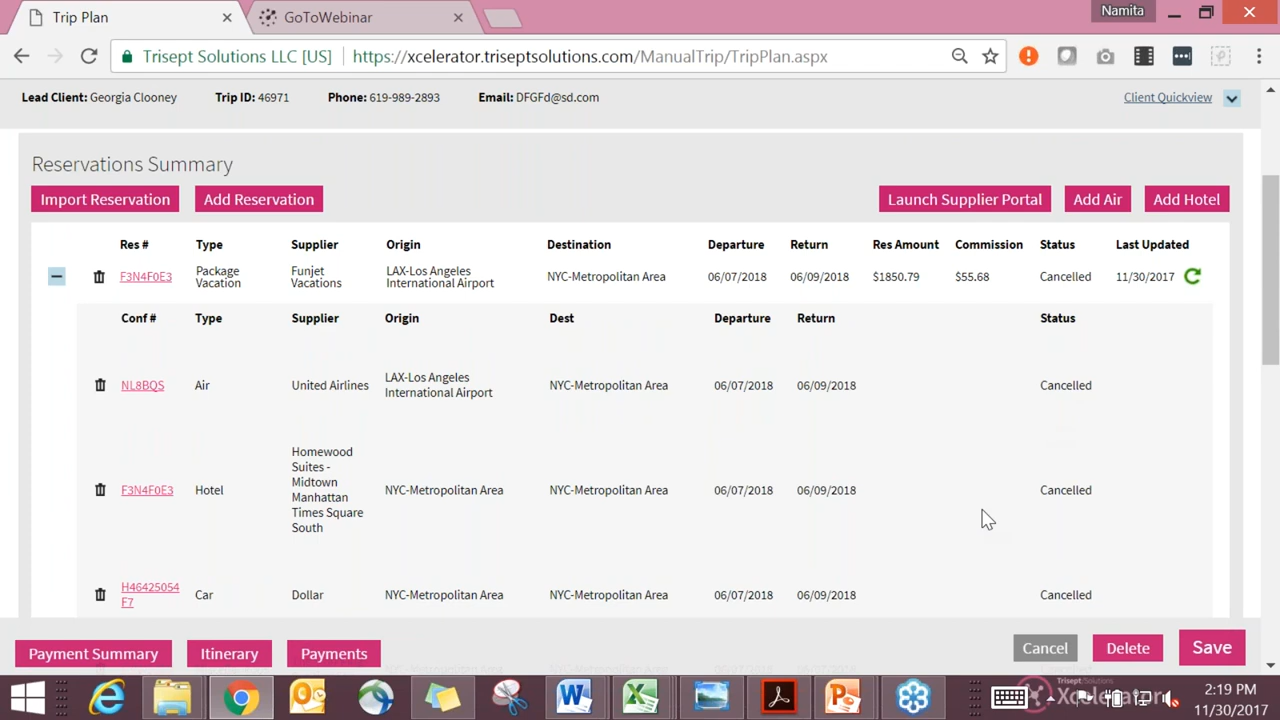 Trip Plan
GoToWebinar
Namita
Trisept Solutions LLC [US] https://xcelerator.triseptsolutions.com/ManualTrip/TripPlan.aspx
Lead Client: Georgia Clooney Trip ID: 46971 Phone: 619-989-2893 Email: DFGFd@sd.com Client Quickview
Reservations Summary
Import Reservation Add Reservation Launch Supplier Portal Add Air Add Hotel
Res # Type Supplier Origin Destination Departure Return Res Amount Commission Status Last Updated
F3N4F0E3 Package Vacation Funjet Vacations LAX-Los Angeles International Airport NYC-Metropolitan Area 06/07/2018 06/09/2018 $1850.79 $55.68 Cancelled 11/30/2017
Conf # Type Supplier Origin Dest Departure Return Status
NL8BQS Air United Airlines LAX-Los Angeles International Airport NYC-Metropolitan Area 06/07/2018 06/09/2018 Cancelled
F3N4F0E3 Hotel Homewood Suites - Midtown Manhattan Times Square South NYC-Metropolitan Area NYC-Metropolitan Area 06/07/2018 06/09/2018 Cancelled
H46425054F7 Car Dollar NYC-Metropolitan Area NYC-Metropolitan Area 06/07/2018 06/09/2018 Cancelled
Payment Summary Itinerary Payments Cancel Delete Save
Trisept Solutions
Xcelerator
2:19 PM
11/30/2017